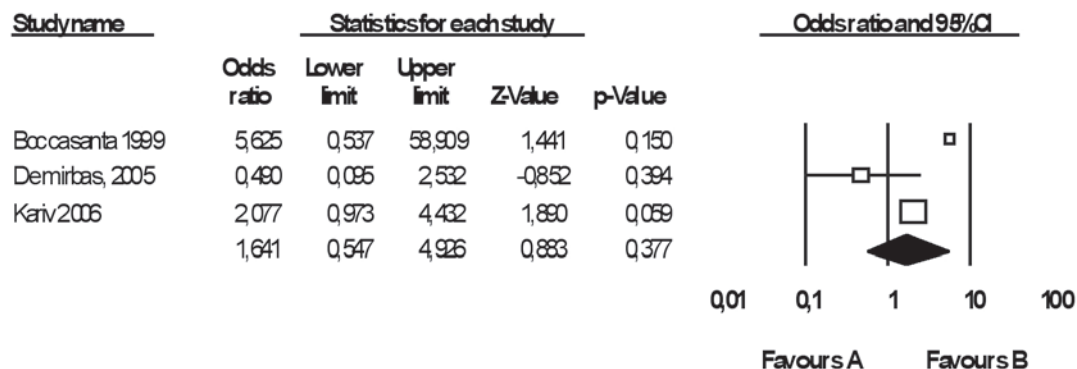 Study name Statistics for each study Odds ratio and 95% CI
Odds Lower Upper
ratio limit limit Z-Value p-Value
Boccasanta 1999 5,625 0,537 58,909 1,441 0,150
Demirbas, 2005 0,490 0,095 2,532 -0,852 0,394
Kariv 2006 2,077 0,973 4,432 1,890 0,059
1,641 0,547 4,926 0,883 0,377
0,01 0,1 1 10 100
Favours A Favours B